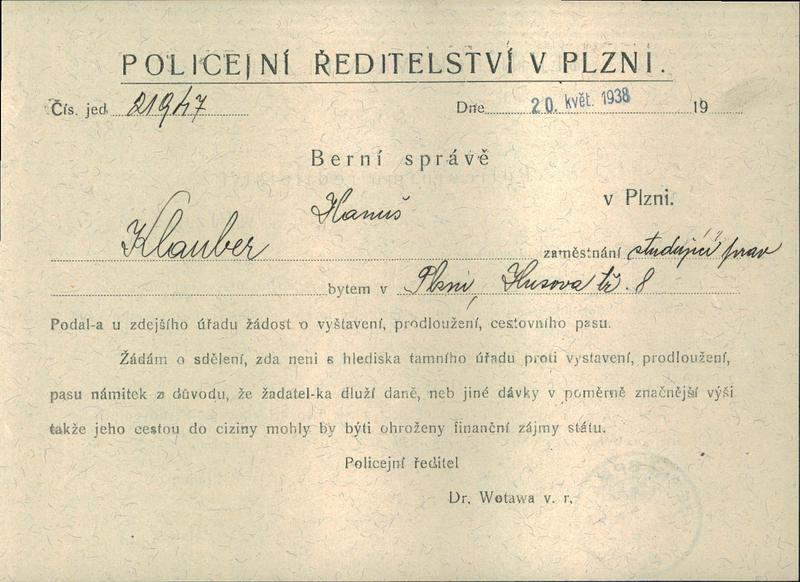 POLICEJNÍ ŘEDITELSTVÍ V PLZNI.
Čís. jed. 21947 Dne 20. květ. 1938 19
Berní správě
v Plzni.
Hanuš
Klauber zaměstnání studující prav
bytem v Plzni, Husova tř. 8
Podal-a u zdejšího úřadu žádost o vyštavení, prodloužení, cestovního pasu.
Žádám o sdělení, zda neni s hlediska tamního úřadu proti vystavení, prodloužení,
pasu námitek z důvodu, že žadatel-ka dluží daně, neb jiné dávky v poměrně značnější výši
takže jeho cestou do ciziny mohly by býti ohroženy finanční zájmy státu.
Policejní ředitel
Dr. Wotawa v. r.